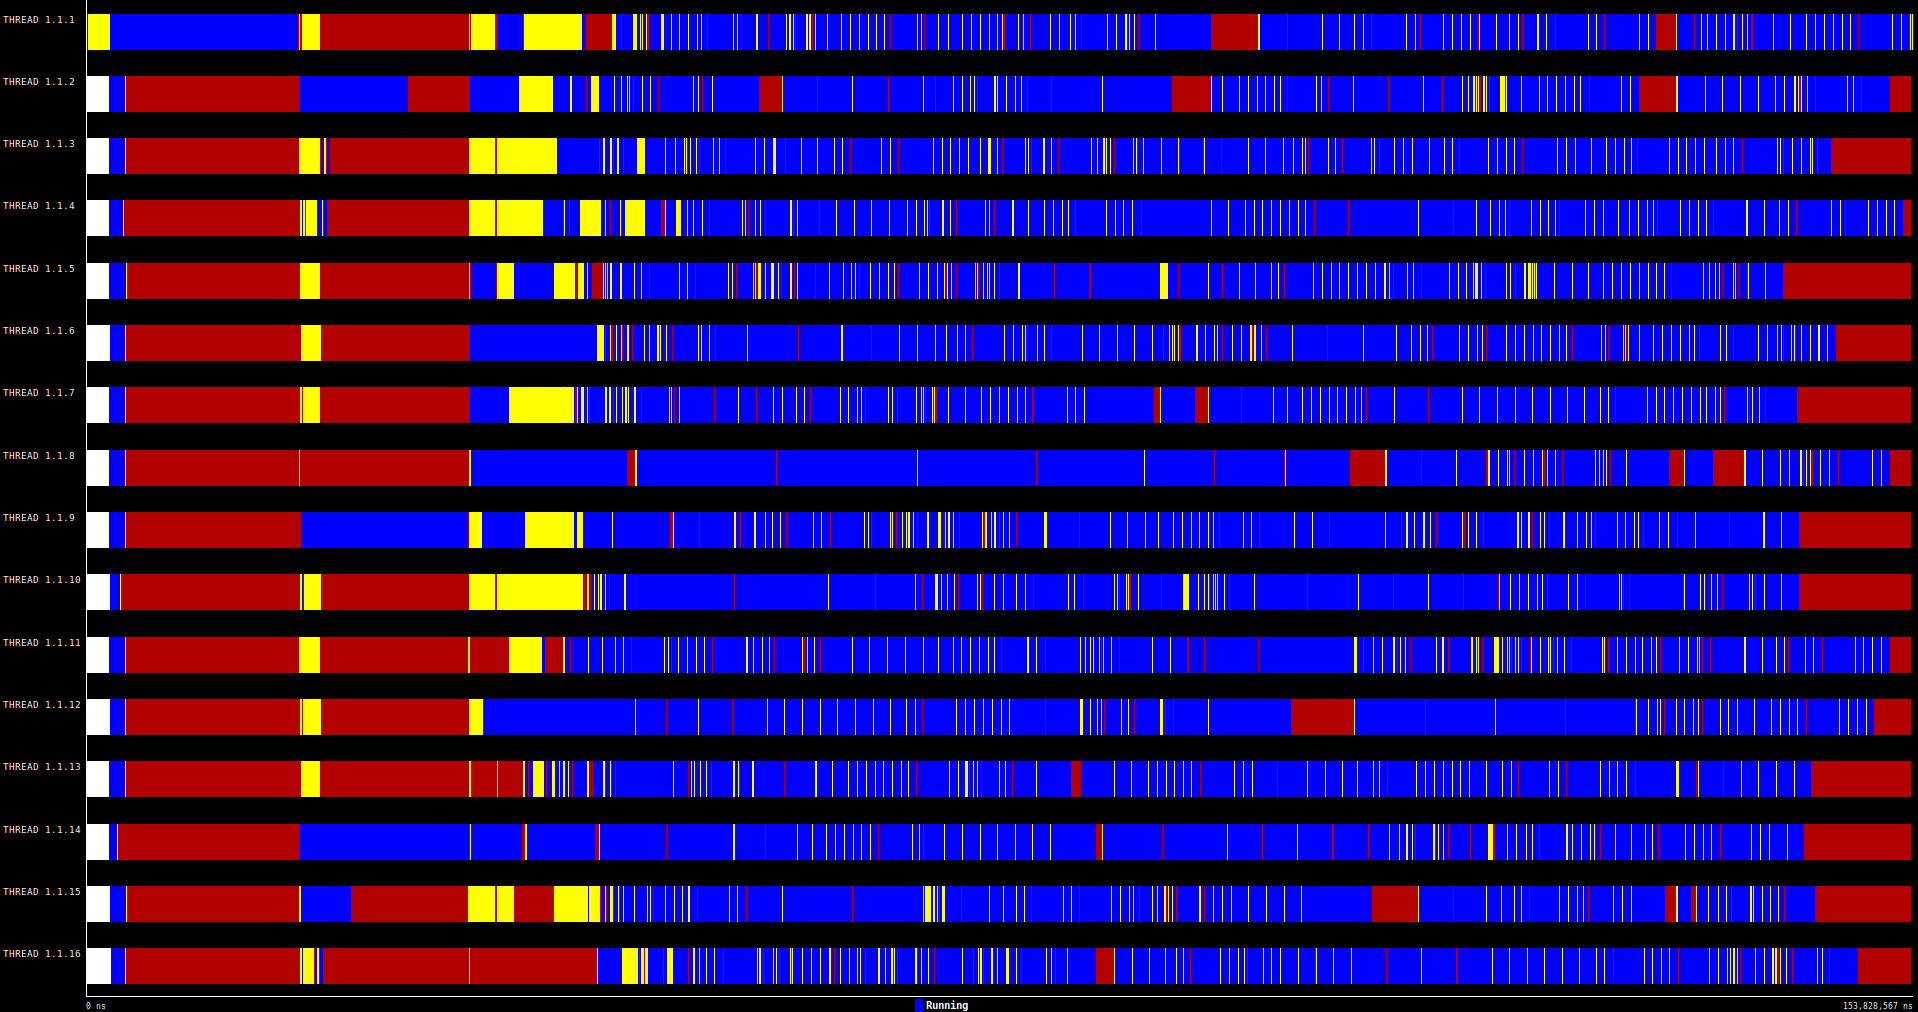 THREAD 1.1.1
THREAD 1.1.2
THREAD 1.1.3
THREAD 1.1.4
THREAD 1.1.5
THREAD 1.1.6
THREAD 1.1.7
THREAD 1.1.8
THREAD 1.1.9
THREAD 1.1.10
THREAD 1.1.11
THREAD 1.1.12
THREAD 1.1.13
THREAD 1.1.14
THREAD 1.1.15
THREAD 1.1.16
0 ns Running 153,828,567 ns